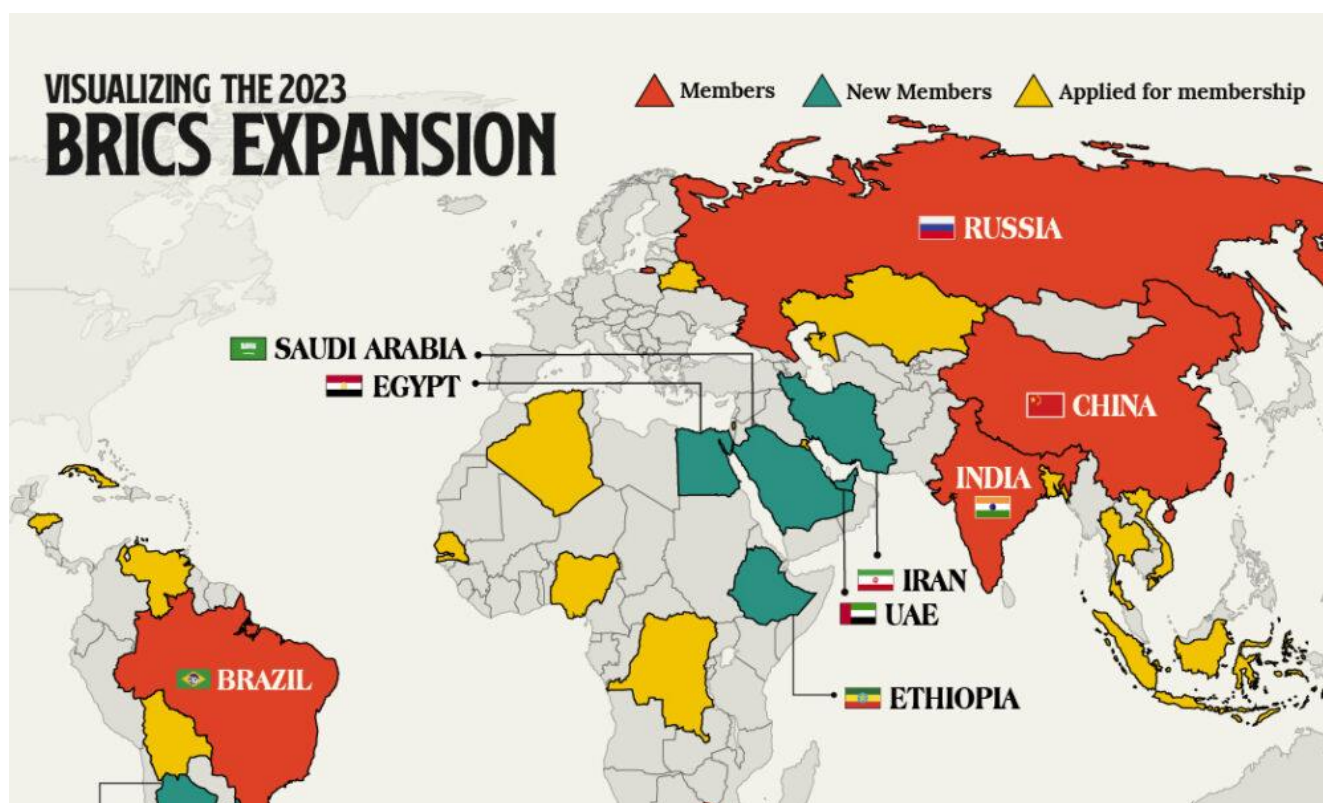 VISUALIZING THE 2023
BRICS EXPANSION
Members
New Members
Applied for membership
RUSSIA
SAUDI ARABIA
EGYPT
CHINA
INDIA
IRAN
UAE
BRAZIL
ETHIOPIA